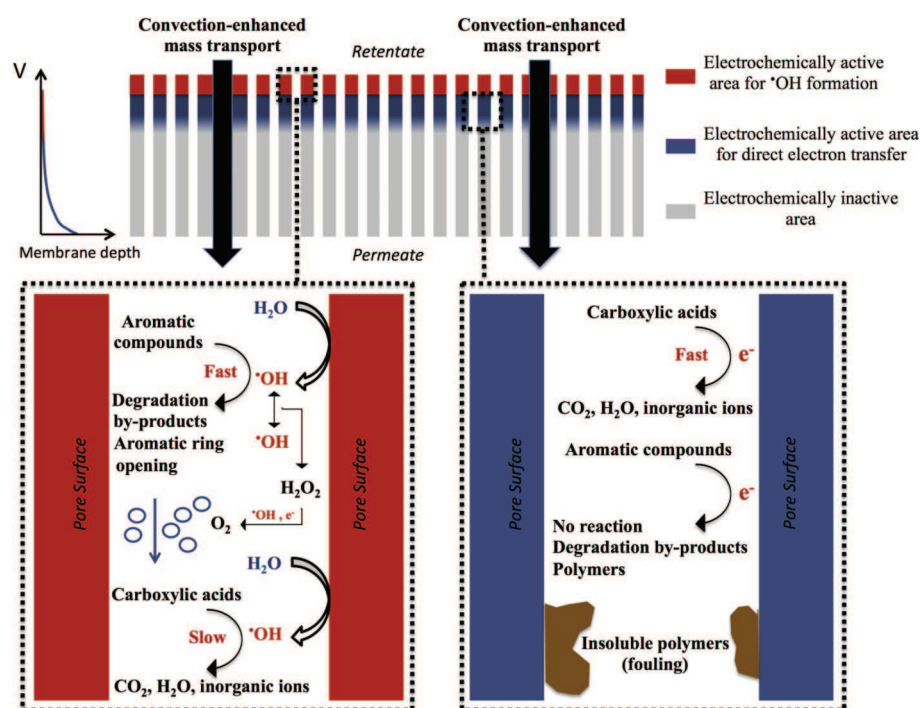 Convection-enhanced
mass transport
Retentate
Convection-enhanced
mass transport
V
Membrane depth
Permeate
Electrochemically active
area for •OH formation
Electrochemically active area
for direct electron transfer
Electrochemically inactive
area
Pore Surface
Aromatic
compounds
Fast
Degradation
by-products
Aromatic ring
opening
H₂O
•OH
•OH
H₂O₂
•OH , e⁻
O₂
H₂O
Carboxylic acids
Slow
•OH
CO₂, H₂O, inorganic ions
Pore Surface
Pore Surface
Carboxylic acids
Fast
e⁻
CO₂, H₂O, inorganic ions
Aromatic compounds
e⁻
No reaction
Degradation by-products
Polymers
Insoluble polymers
(fouling)
Pore Surface